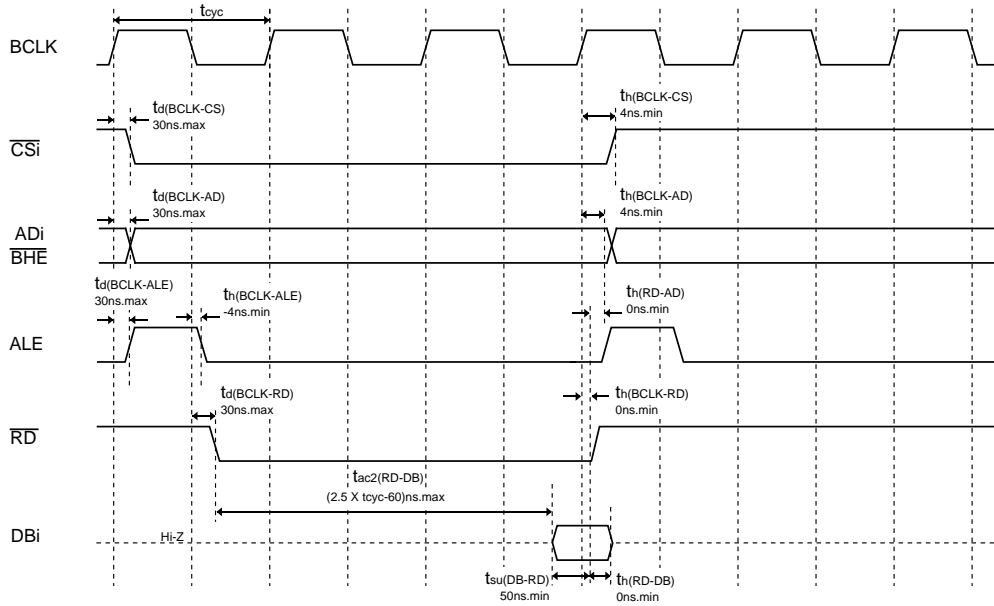 tcyc
BCLK
td(BCLK-CS)
30ns.max
th(BCLK-CS)
4ns.min
CSi
td(BCLK-AD)
30ns.max
th(BCLK-AD)
4ns.min
ADi
BHE
td(BCLK-ALE)
30ns.max
th(BCLK-ALE)
-4ns.min
th(RD-AD)
0ns.min
ALE
td(BCLK-RD)
30ns.max
th(BCLK-RD)
0ns.min
RD
tac2(RD-DB)
(2.5 X tcyc-60)ns.max
DBi
Hi-Z
tsu(DB-RD)
50ns.min
th(RD-DB)
0ns.min